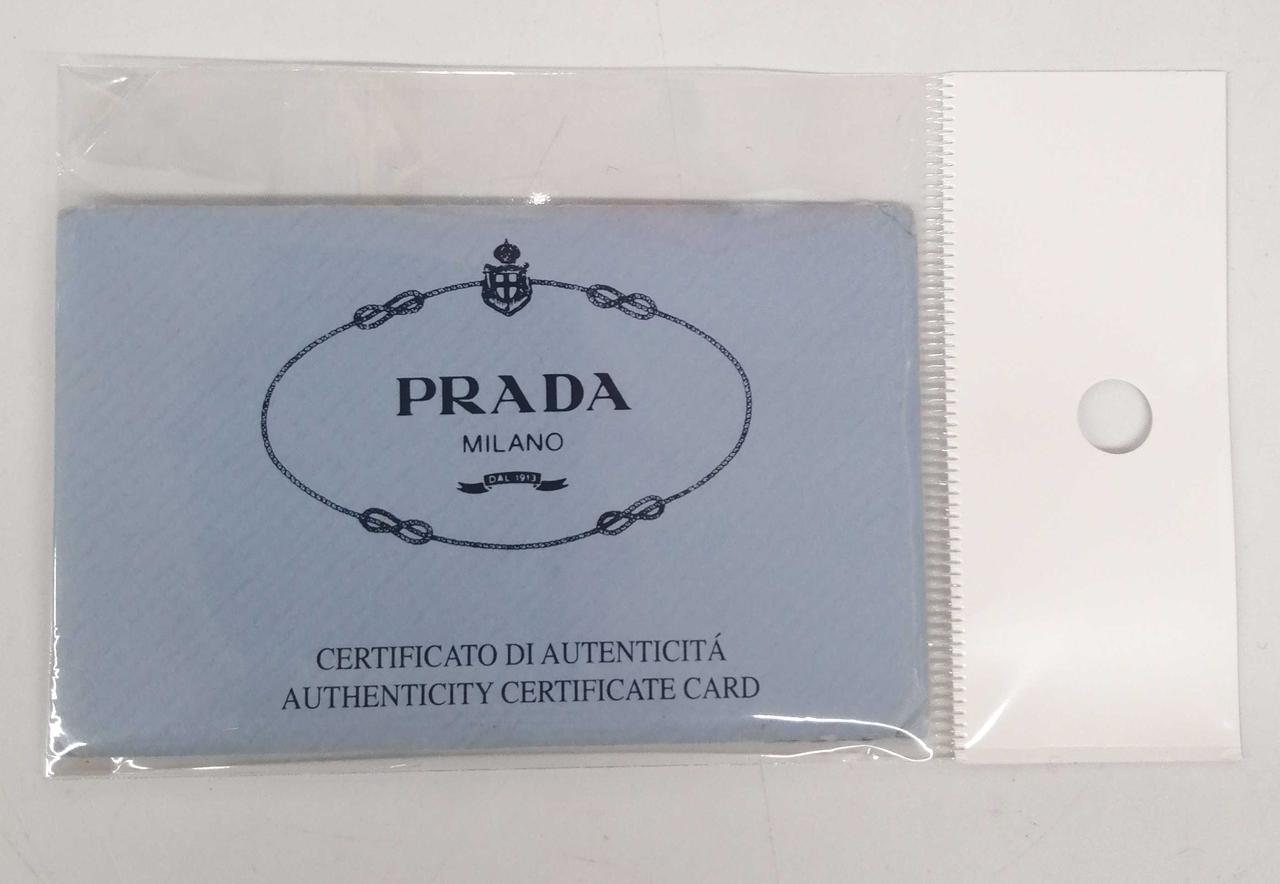 PRADA
MILANO
DAL 1913
CERTIFICATO DI AUTENTICITÁ
AUTHENTICITY CERTIFICATE CARD